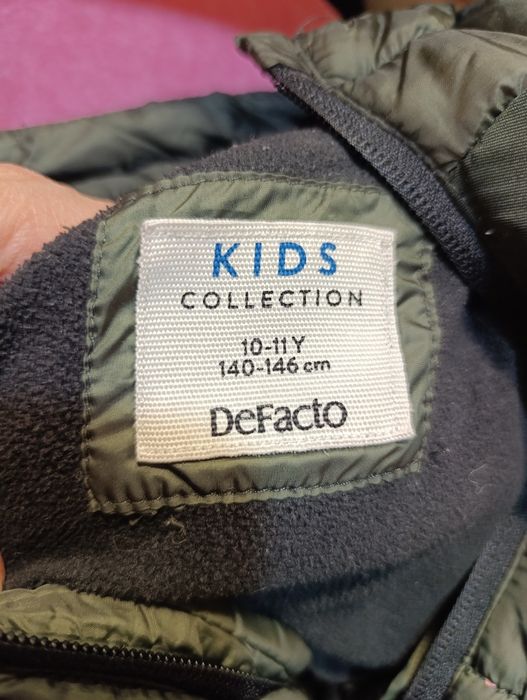 KIDS
COLLECTION
10-11 Y
140-146 cm
DeFacto